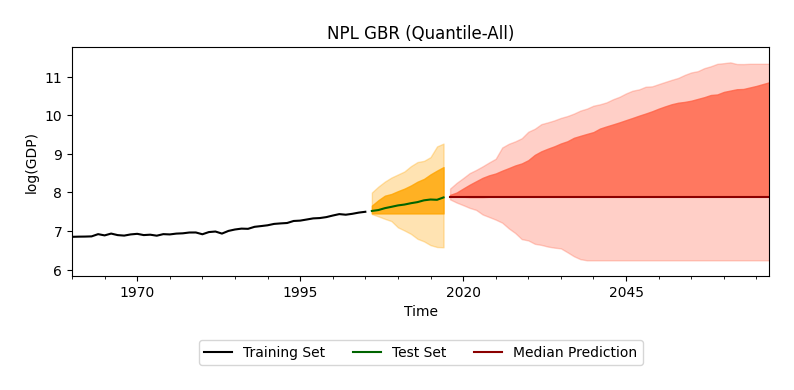 NPL GBR (Quantile-All)
11
10
9
8
7
6
log(GDP)
1970
1995
2020
2045
Time
Training Set
Test Set
Median Prediction